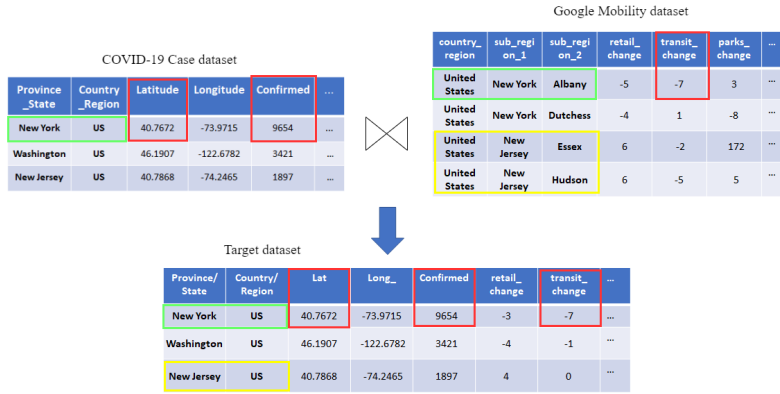 Google Mobility dataset
COVID-19 Case dataset
Province _State Country _Region Latitude Longitude Confirmed ...
New York US 40.7672 -73.9715 9654 ...
Washington US 46.1907 -122.6782 3421 ...
New Jersey US 40.7868 -74.2465 1897 ...
country_ region sub_region _1 sub_regi on_2 retail_ change transit_ change parks_ change ...
United States New York Albany -5 -7 3 ...
United States New York Dutchess -4 1 -8 ...
United States New Jersey Essex 6 -2 172 ...
United States New Jersey Hudson 6 -5 5 ...
Target dataset
Province/ State Country/ Region Lat Long_ Confirmed retail_ change transit_ change ...
New York US 40.7672 -73.9715 9654 -3 -7 ...
Washington US 46.1907 -122.6782 3421 -4 -1 ...
New Jersey US 40.7868 -74.2465 1897 4 0 ...